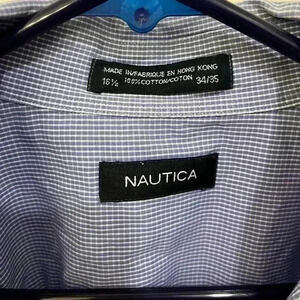 MADE IN/FABRIQUE EN HONG KONG
16½ 100%COTTON/COTON 34/35
NAUTICA